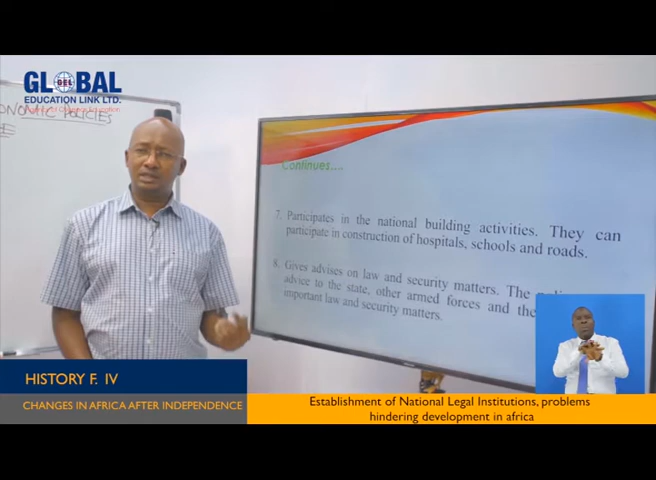 GLOBAL
GEL
EDUCATION LINK LTD.
ONOMIC POLICIES
Continues....
7. Participates in the national building activities. They can
participate in construction of hospitals, schools and roads.
8. Gives advises on law and security matters. The
advice to the state, other armed forces and the
important law and security matters.
HISTORY F. IV
CHANGES IN AFRICA AFTER INDEPENDENCE
Establishment of National Legal Institutions, problems
hindering development in africa